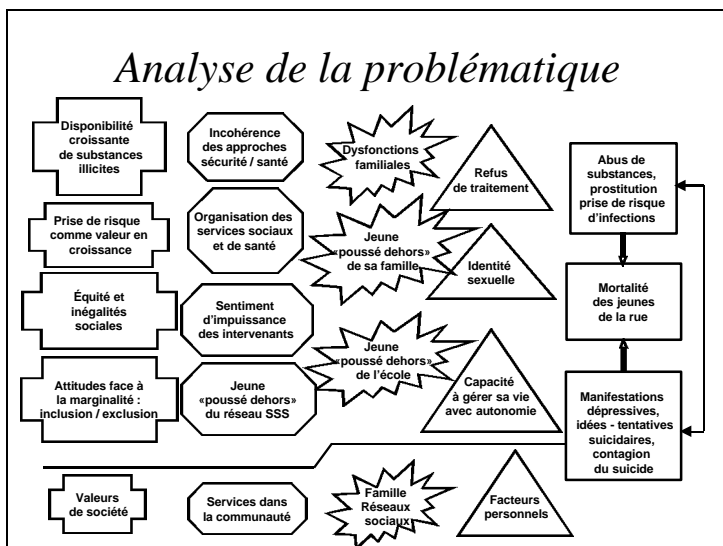 Analyse de la problématique
Disponibilité
croissante
de substances
illicites
Incohérence
des approches
sécurité / santé
Dysfonctions
familiales
Refus
de traitement
Abus de
substances,
prostitution
prise de risque
d'infections
Prise de risque
comme valeur en
croissance
Organisation des
services sociaux
et de santé
Jeune
«poussé dehors»
de sa famille
Identité
sexuelle
Mortalité
des jeunes
de la rue
Équité et
inégalités
sociales
Sentiment
d'impuissance
des intervenants
Jeune
«poussé dehors»
de l'école
Capacité
à gérer sa vie
avec autonomie
Attitudes face à
la marginalité :
inclusion / exclusion
Jeune
«poussé dehors»
du réseau SSS
Manifestations
dépressives,
idées - tentatives
suicidaires,
contagion
du suicide
Valeurs
de société
Services dans
la communauté
Famille
Réseaux
sociaux
Facteurs
personnels